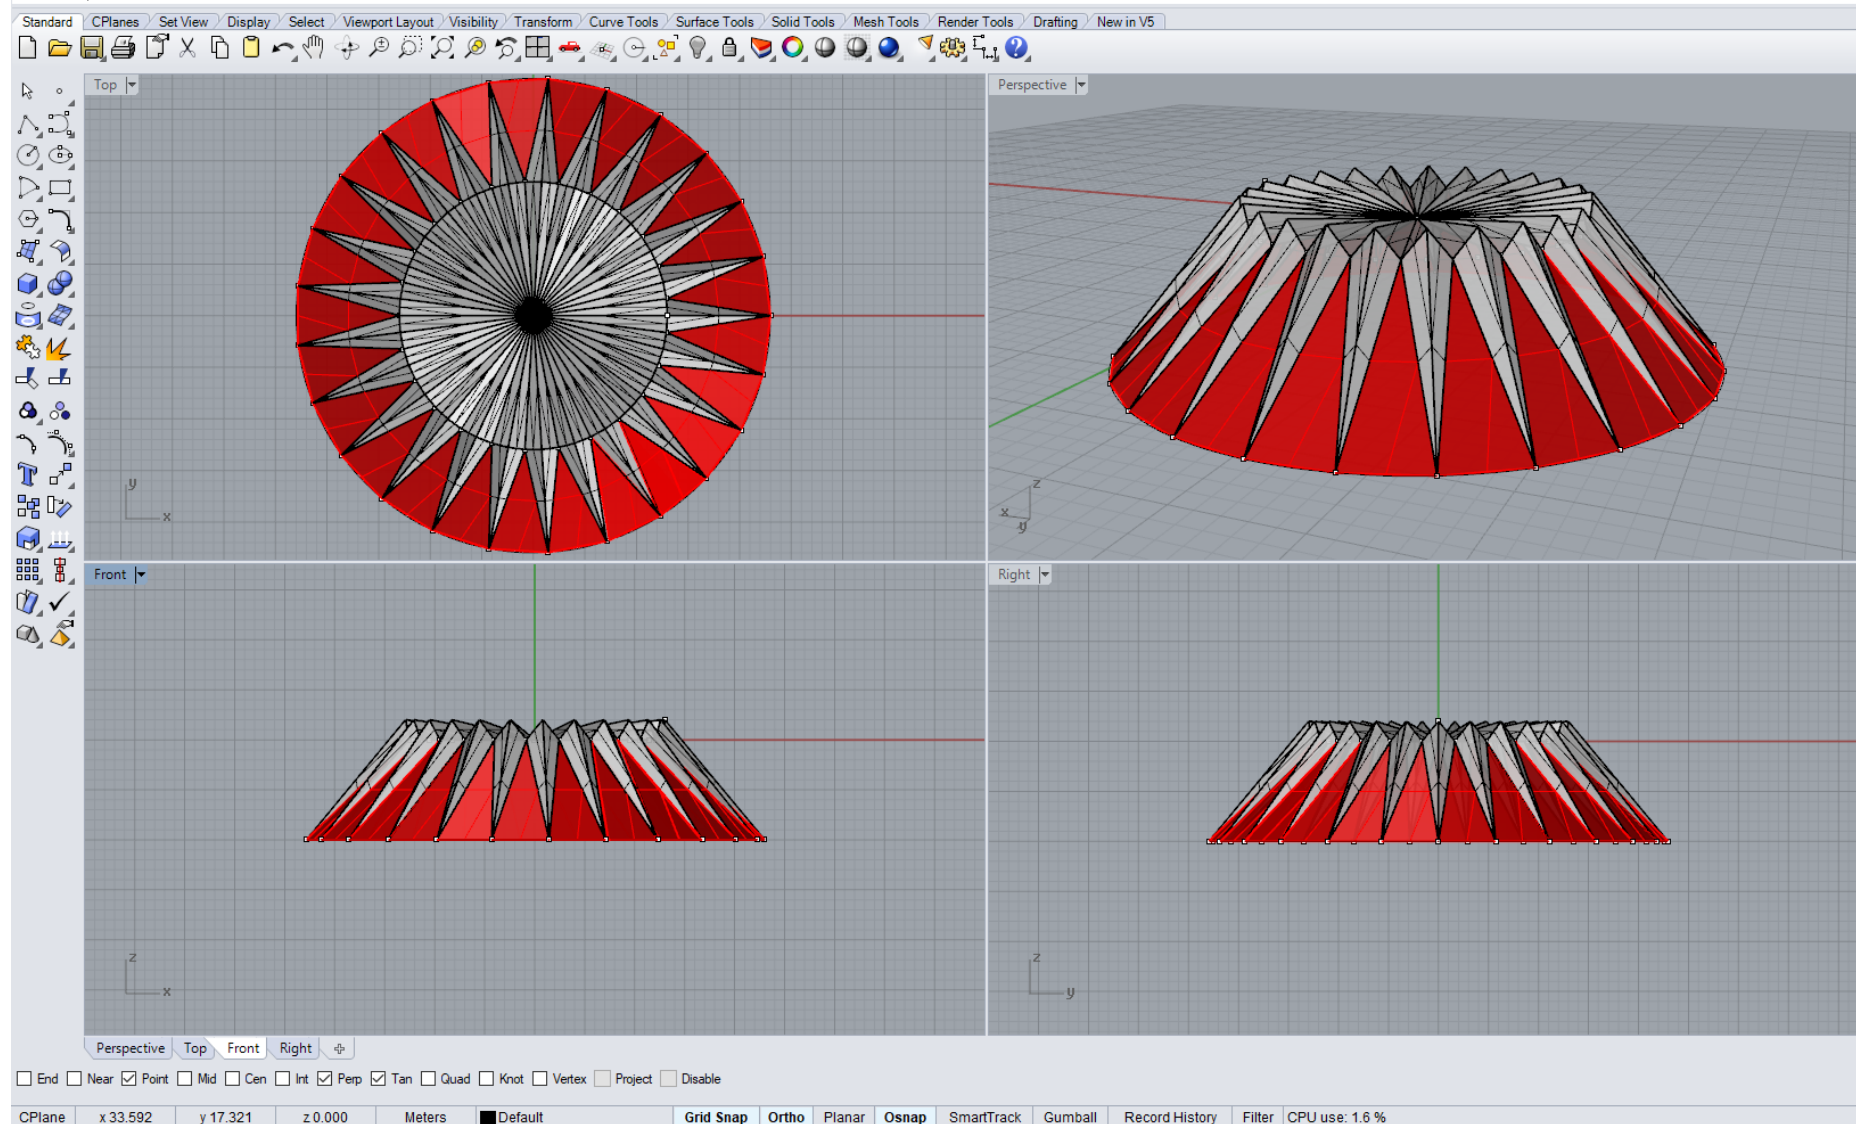 Standard CPlanes Set View Display Select Viewport Layout Visibility Transform Curve Tools Surface Tools Solid Tools Mesh Tools Render Tools Drafting New in V5
Top
Perspective
y
x
z
x
y
Front
Right
z
x
z
y
Perspective Top Front Right
End Near Point Mid Cen Int Perp Tan Quad Knot Vertex Project Disable
CPlane x 33.592 y 17.321 z 0.000 Meters Default Grid Snap Ortho Planar Osnap SmartTrack Gumball Record History Filter CPU use: 1.6 %